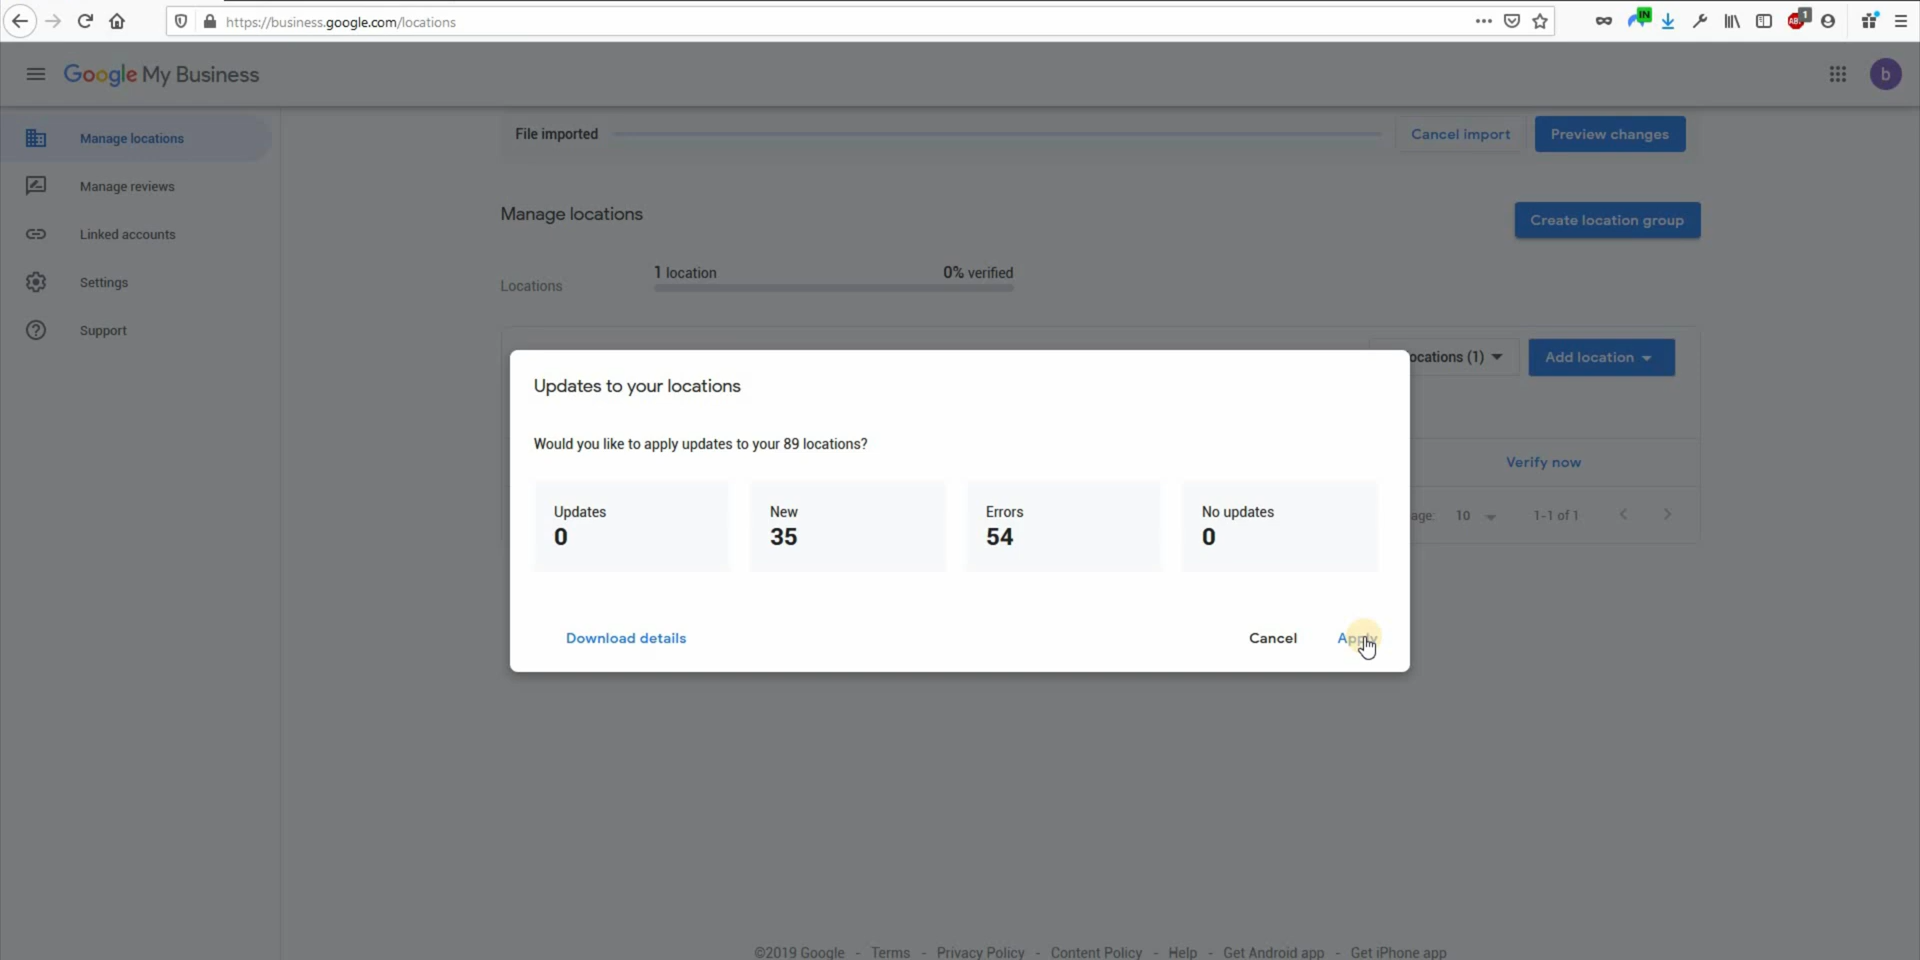 https://business.google.com/locations
IN
1
ABP
Google My Business
b
Manage locations
Manage reviews
Linked accounts
Settings
Support
File imported
Cancel import
Preview changes
Manage locations
Create location group
Locations
1 location
0% verified
ocations (1)
Add location
Verify now
age:
10
1-1 of 1
Updates to your locations
Would you like to apply updates to your 89 locations?
Updates
0
New
35
Errors
54
No updates
0
Download details
Cancel
Apply
©2019 Google - Terms - Privacy Policy - Content Policy - Help - Get Android app - Get iPhone app